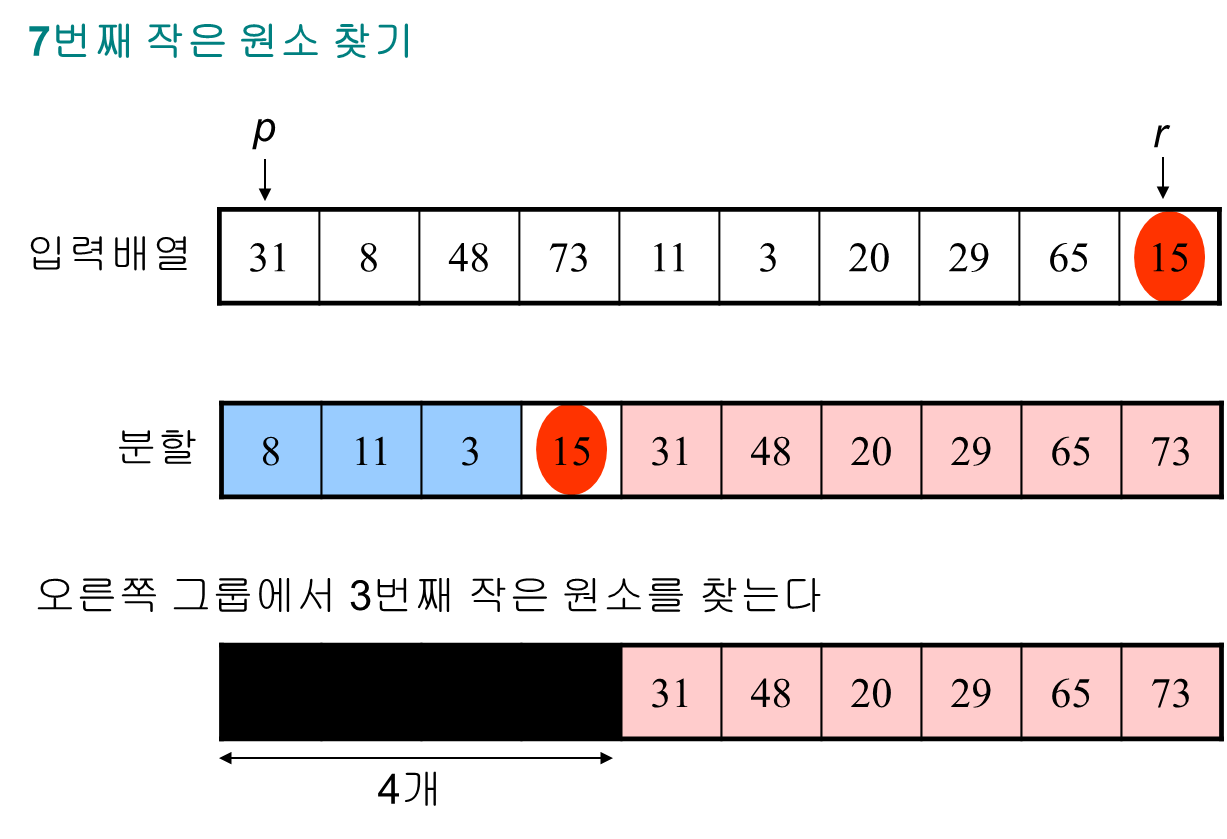 7번째 작은 원소 찾기
p r
입력배열 31 8 48 73 11 3 20 29 65 15
분할 8 11 3 15 31 48 20 29 65 73
오른쪽 그룹에서 3번째 작은 원소를 찾는다
31 48 20 29 65 73
4개